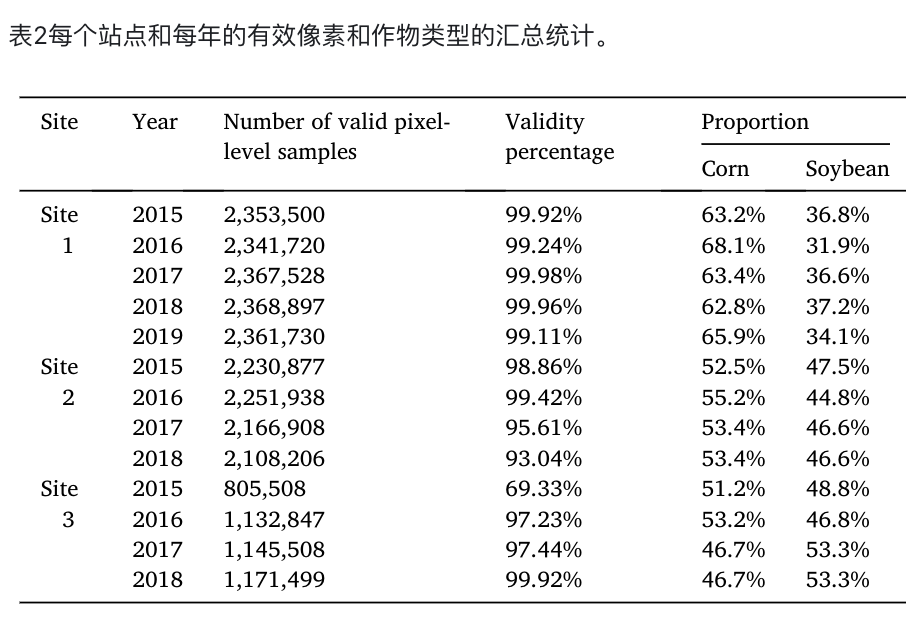 表2每个站点和每年的有效像素和作物类型的汇总统计。
Site Year Number of valid pixel- Validity Proportion
level samples percentage
Corn Soybean
Site 2015 2,353,500 99.92% 63.2% 36.8%
1 2016 2,341,720 99.24% 68.1% 31.9%
2017 2,367,528 99.98% 63.4% 36.6%
2018 2,368,897 99.96% 62.8% 37.2%
2019 2,361,730 99.11% 65.9% 34.1%
Site 2015 2,230,877 98.86% 52.5% 47.5%
2 2016 2,251,938 99.42% 55.2% 44.8%
2017 2,166,908 95.61% 53.4% 46.6%
2018 2,108,206 93.04% 53.4% 46.6%
Site 2015 805,508 69.33% 51.2% 48.8%
3 2016 1,132,847 97.23% 53.2% 46.8%
2017 1,145,508 97.44% 46.7% 53.3%
2018 1,171,499 99.92% 46.7% 53.3%